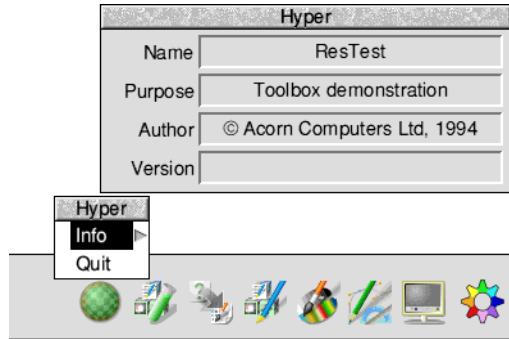 Hyper
Name ResTest
Purpose Toolbox demonstration
Author © Acorn Computers Ltd, 1994
Version
Hyper
Info
Quit